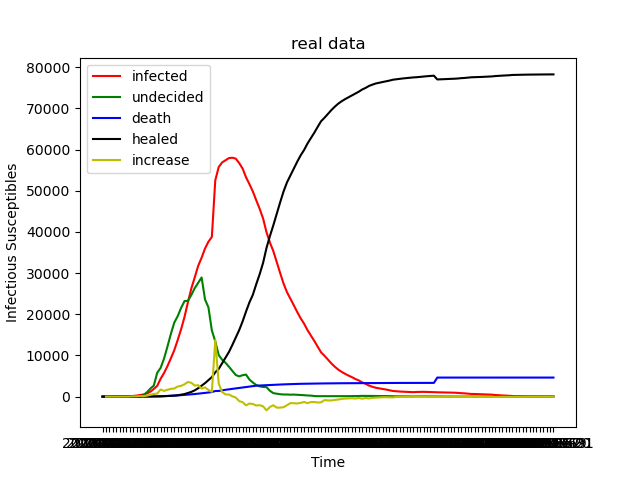 real data
80000
70000
60000
50000
40000
30000
20000
10000
0
infected
undecided
death
healed
increase
Infectious Susceptibles
Time